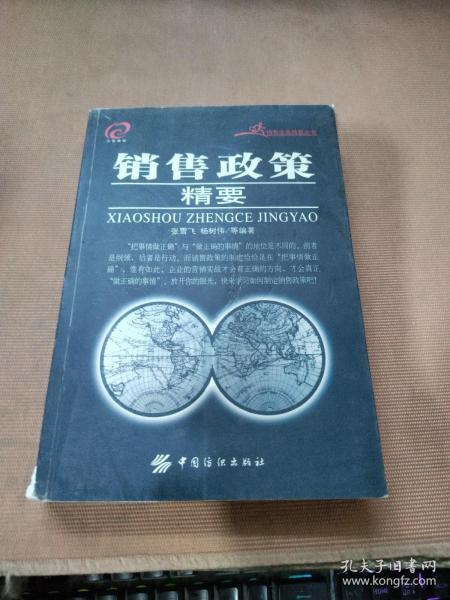 销售政策
精要
XIAOSHOU ZHENGCE JINGYAO
张雪飞 杨树伟/等编著
“把事情做正确”与“做正确的事情”的地位是不同的，前者
是纲领，后者是行动。而销售政策的制定恰恰是在“把事情做正
确”，惟有如此，企业的营销实战才会有正确的方向，才会真正
“做正确的事情”，放开你的眼光，快来学习如何制定销售政策吧！
中国纺织出版社
孔夫子旧书网
www.kongfz.com
HOME